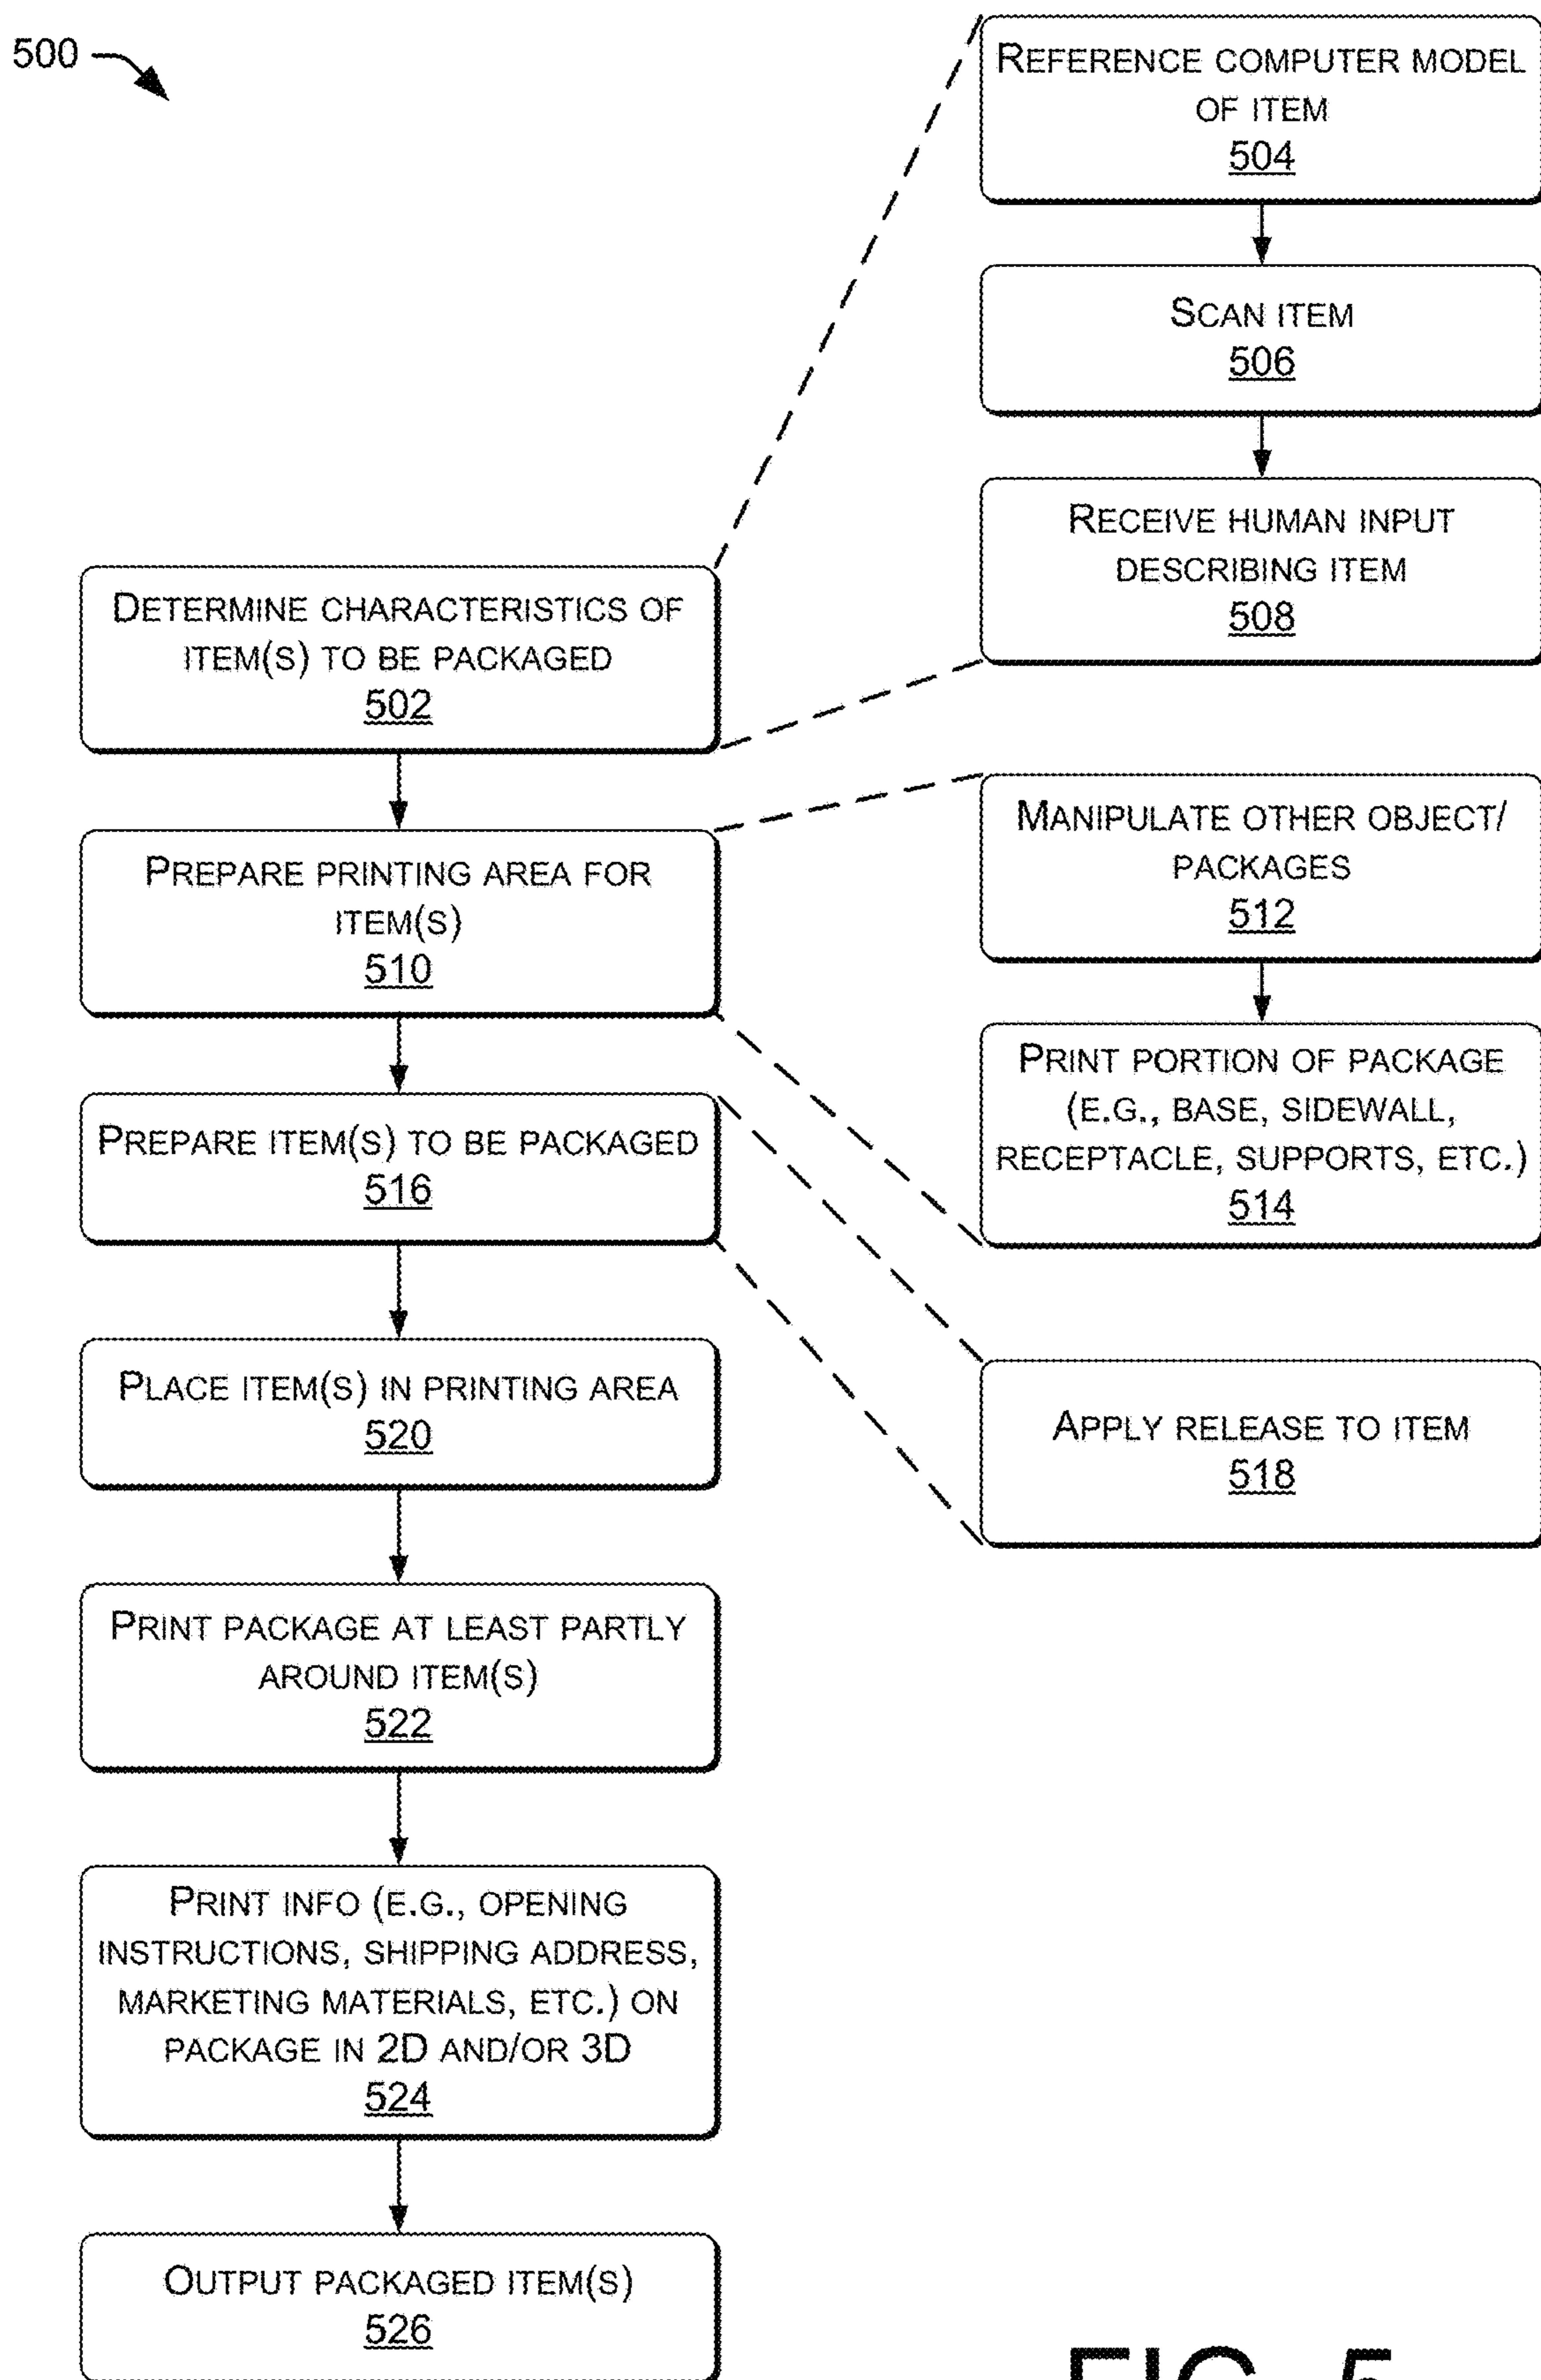 500
REFERENCE COMPUTER MODEL
OF ITEM
504
SCAN ITEM
506
RECEIVE HUMAN INPUT
DESCRIBING ITEM
508
DETERMINE CHARACTERISTICS OF
ITEM(S) TO BE PACKAGED
502
MANIPULATE OTHER OBJECT/
PACKAGES
512
PREPARE PRINTING AREA FOR
ITEM(S)
510
PRINT PORTION OF PACKAGE
(E.G., BASE, SIDEWALL,
RECEPTACLE, SUPPORTS, ETC.)
514
PREPARE ITEM(S) TO BE PACKAGED
516
APPLY RELEASE TO ITEM
518
PLACE ITEM(S) IN PRINTING AREA
520
PRINT PACKAGE AT LEAST PARTLY
AROUND ITEM(S)
522
PRINT INFO (E.G., OPENING
INSTRUCTIONS, SHIPPING ADDRESS,
MARKETING MATERIALS, ETC.) ON
PACKAGE IN 2D AND/OR 3D
524
OUTPUT PACKAGED ITEM(S)
526
FIG. 5